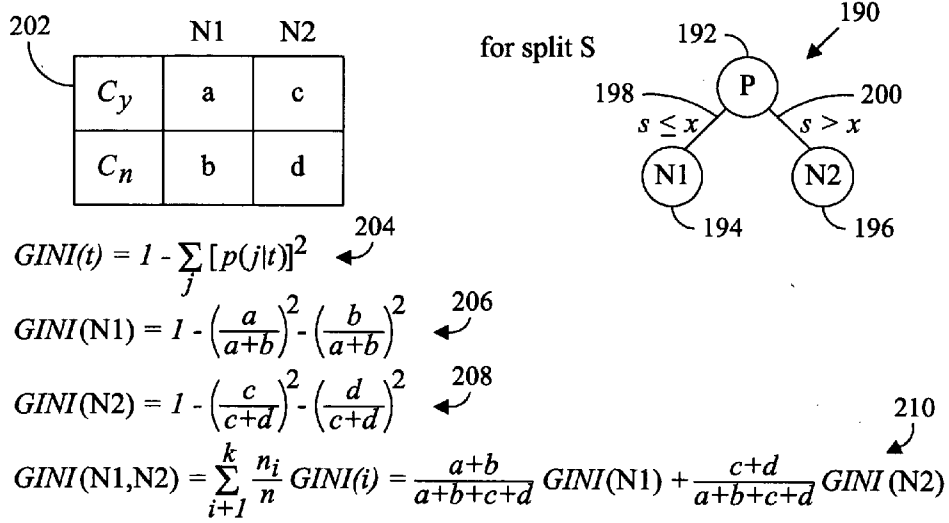 202
N1 N2
C_y a c
C_n b d
for split S
192
190
P
198
200
s ≤ x
s > x
N1
N2
194
196
GINI(t) = 1 - ∑_j [p(j|t)]^2 204
GINI(N1) = 1 - (a/(a+b))^2 - (b/(a+b))^2 206
GINI(N2) = 1 - (c/(c+d))^2 - (d/(c+d))^2 208
210
GINI(N1,N2) = ∑_{i+1}^{k} n_i/n GINI(i) = (a+b)/(a+b+c+d) GINI(N1) + (c+d)/(a+b+c+d) GINI(N2)